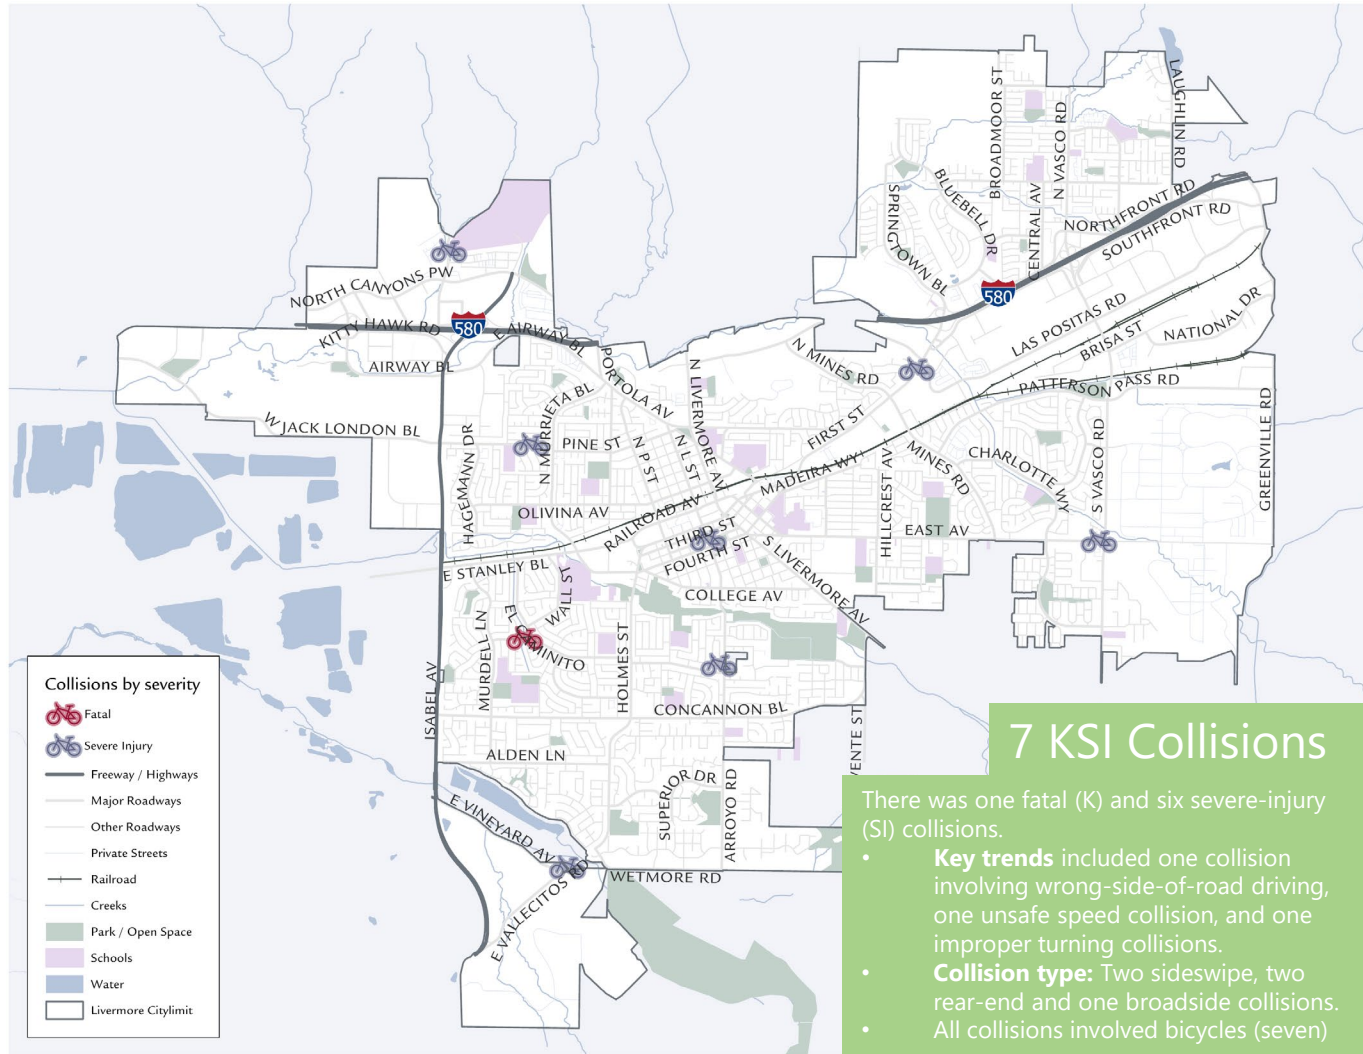 LAUGHLIN RD
BROADMOOR ST
N VASCO RD
BLUEBELL DR
SPRINGTOWN BL
CENTRAL AV
NORTHFRONT RD
SOUTHFRONT RD
580
NORTH CANYONS PW
KITTY HAWK RD
580
E AIRWAY BL
AIRWAY BL
LAS POSITAS RD
BRISA ST
NATIONAL DR
PATTERSON PASS RD
N MINES RD
N LIVERMORE AV
PORTOLA AV
N MURRIETA BL
W JACK LONDON BL
PINE ST
HAGEMANN DR
N P ST
N L ST
FIRST ST
MADEIRA WY
HILLCREST AV
MINES RD
CHARLOTTE WY
S VASCO RD
GREENVILLE RD
OLIVINA AV
RAILROAD AV
THIRD ST
FOURTH ST
EAST AV
S LIVERMORE AV
E STANLEY BL
COLLEGE AV
WALL ST
EL CAMINITO
MURDELL LN
HOLMES ST
ISABEL AV
CONCANNON BL
ALDEN LN
SUPERIOR DR
ARROYO RD
VENTE ST
E VINEYARD AV
E VALLECITOS RD
WETMORE RD
Collisions by severity
Fatal
Severe Injury
Freeway / Highways
Major Roadways
Other Roadways
Private Streets
Railroad
Creeks
Park / Open Space
Schools
Water
Livermore Citylimit
7 KSI Collisions
There was one fatal (K) and six severe-injury
(SI) collisions.
• Key trends included one collision
involving wrong-side-of-road driving,
one unsafe speed collision, and one
improper turning collisions.
• Collision type: Two sideswipe, two
rear-end and one broadside collisions.
• All collisions involved bicycles (seven)